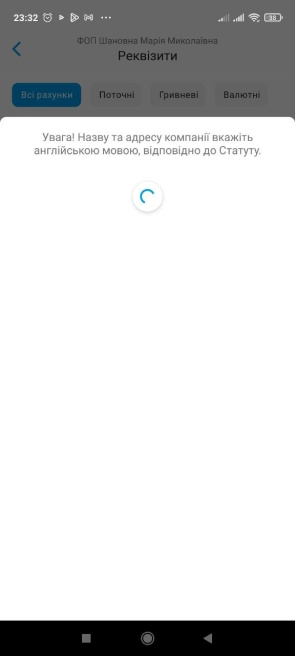 23:32
38
ФОП Шановна Марія Миколаївна
Реквізити
Всі рахунки Поточні Гривневі Валютні
Увага! Назву та адресу компанії вкажіть
англійською мовою, відповідно до Статуту.